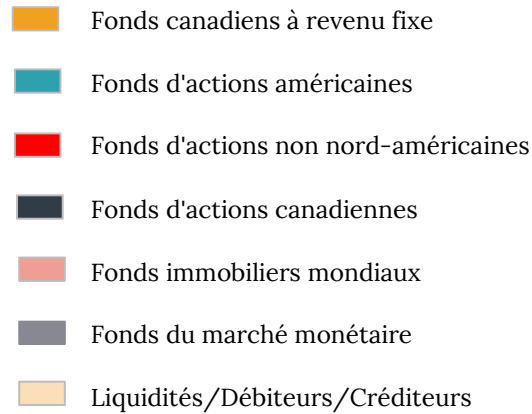 Fonds canadiens à revenu fixe
Fonds d'actions américaines
Fonds d'actions non nord-américaines
Fonds d'actions canadiennes
Fonds immobiliers mondiaux
Fonds du marché monétaire
Liquidités/Débiteurs/Créditeurs